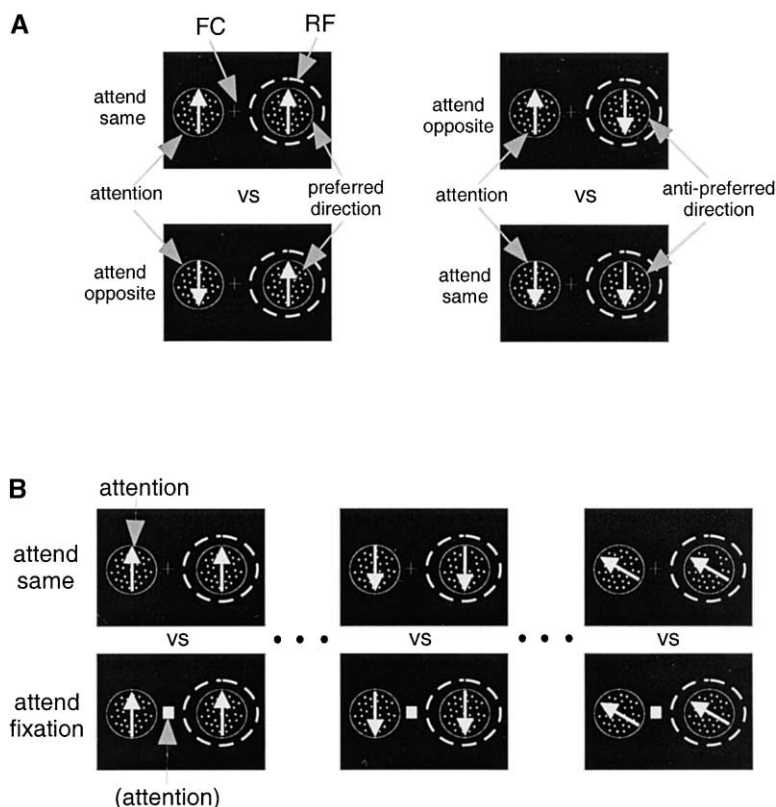 A
FC
RF
attend
same
attend
opposite
attention
vs
preferred
direction
attention
vs
anti-preferred
direction
attend
opposite
attend
same
B
attention
attend
same
vs
• • •
vs
• • •
vs
attend
fixation
(attention)